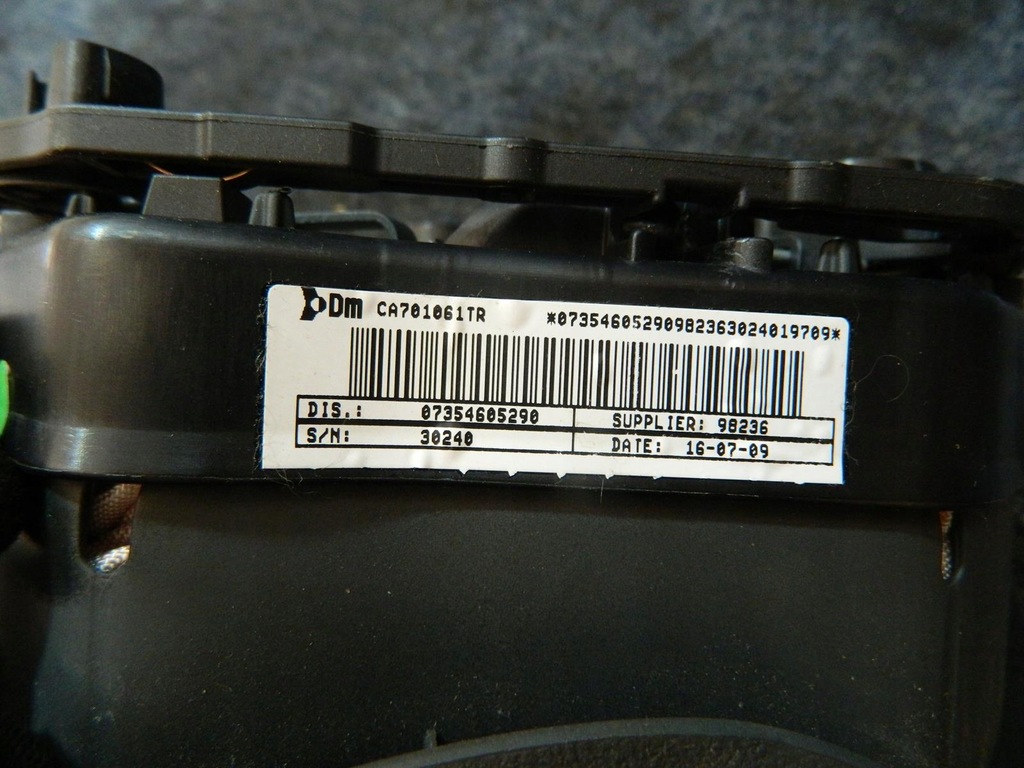 Dm CA701061TR *07354605290982363024019709*
DIS.: 07354605290 SUPPLIER: 98236
S/N: 30240 DATE: 16-07-09